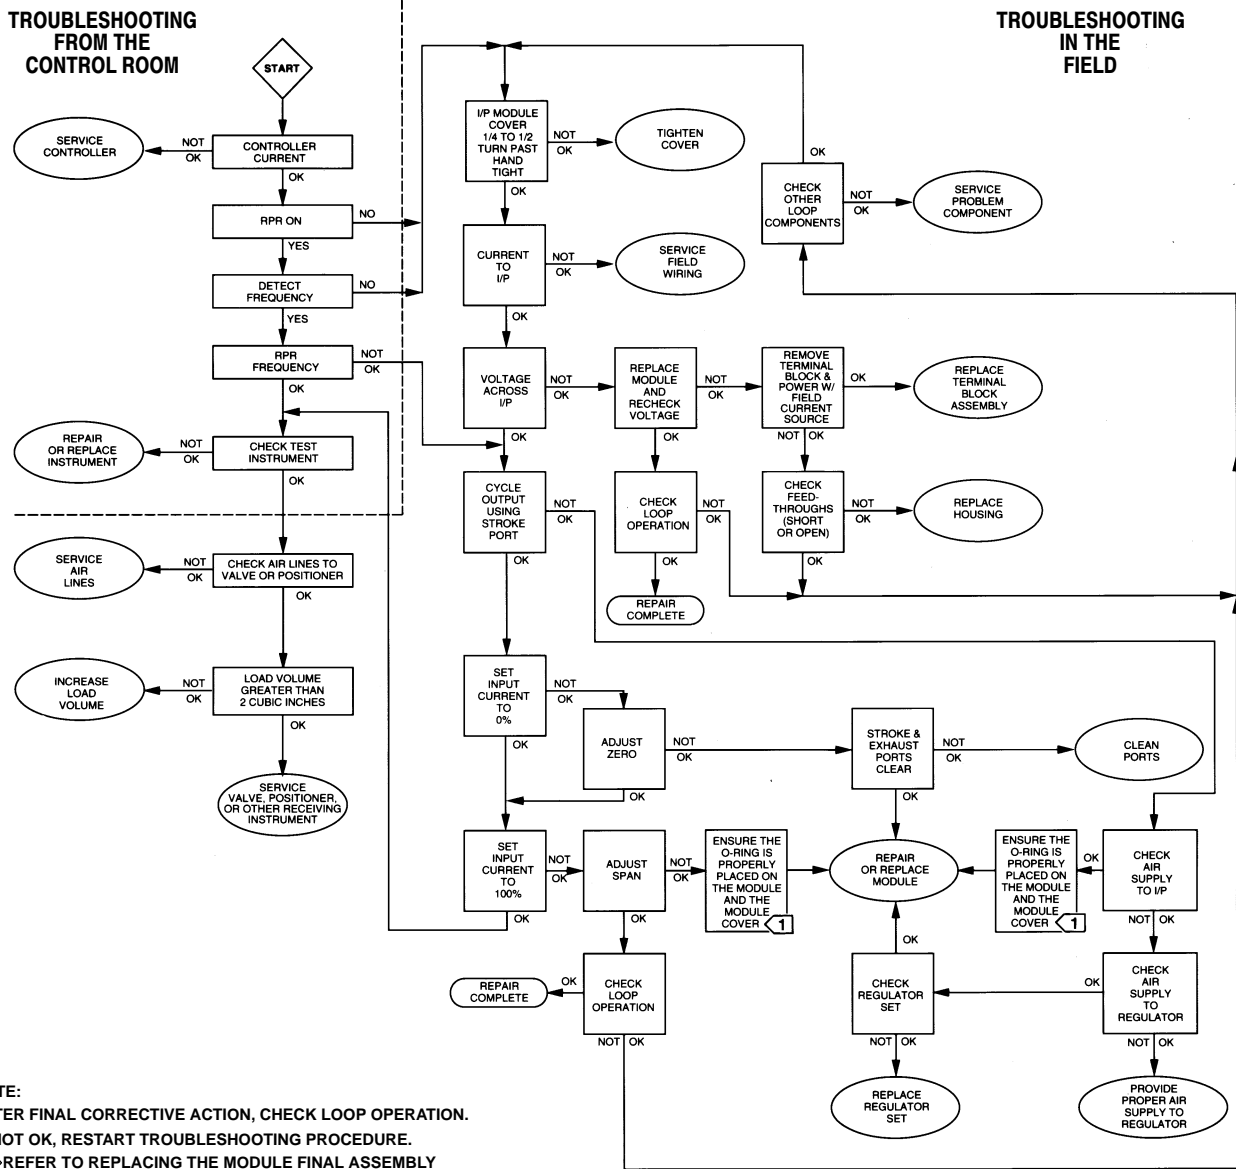 TROUBLESHOOTING
FROM THE
CONTROL ROOM
TROUBLESHOOTING
IN THE
FIELD
START
CONTROLLER
CURRENT
NOT
OK
SERVICE
CONTROLLER
OK
RPR ON
NO
YES
DETECT
FREQUENCY
NO
YES
RPR
FREQUENCY
NOT
OK
OK
CHECK TEST
INSTRUMENT
NOT
OK
REPAIR
OR REPLACE
INSTRUMENT
OK
CHECK AIR LINES TO
VALVE OR POSITIONER
NOT
OK
SERVICE
AIR
LINES
OK
LOAD VOLUME
GREATER THAN
2 CUBIC INCHES
NOT
OK
INCREASE
LOAD
VOLUME
OK
SERVICE
VALVE, POSITIONER,
OR OTHER RECEIVING
INSTRUMENT
I/P MODULE
COVER
1/4 TO 1/2
TURN PAST
HAND
TIGHT
NOT
OK
TIGHTEN
COVER
OK
CURRENT
TO
I/P
NOT
OK
SERVICE
FIELD
WIRING
OK
VOLTAGE
ACROSS
I/P
NOT
OK
REPLACE
MODULE
AND
RECHECK
VOLTAGE
NOT
OK
REMOVE
TERMINAL
BLOCK &
POWER W/
FIELD
CURRENT
SOURCE
OK
REPLACE
TERMINAL
BLOCK
ASSEMBLY
OK
OK
NOT OK
CYCLE
OUTPUT
USING
STROKE
PORT
NOT
OK
CHECK
LOOP
OPERATION
NOT
OK
CHECK
FEED-
THROUGHS
(SHORT
OR OPEN)
NOT
OK
REPLACE
HOUSING
OK
OK
OK
REPAIR
COMPLETE
OK
CHECK
OTHER
LOOP
COMPONENTS
NOT
OK
SERVICE
PROBLEM
COMPONENT
SET
INPUT
CURRENT
TO
0%
NOT
OK
OK
ADJUST
ZERO
NOT
OK
OK
STROKE &
EXHAUST
PORTS
CLEAR
NOT
OK
CLEAN
PORTS
OK
SET
INPUT
CURRENT
TO
100%
NOT
OK
OK
ADJUST
SPAN
NOT
OK
OK
ENSURE THE
O-RING IS
PROPERLY
PLACED ON
THE MODULE
AND THE
MODULE
COVER 1
REPAIR
OR REPLACE
MODULE
ENSURE THE
O-RING IS
PROPERLY
PLACED ON
THE MODULE
AND THE
MODULE
COVER 1
OK
CHECK
AIR
SUPPLY
TO I/P
NOT OK
REPAIR
COMPLETE
OK
CHECK
LOOP
OPERATION
NOT OK
OK
CHECK
REGULATOR
SET
OK
CHECK
AIR
SUPPLY
TO
REGULATOR
NOT OK
NOT OK
REPLACE
REGULATOR
SET
PROVIDE
PROPER AIR
SUPPLY TO
REGULATOR
TE:
TER FINAL CORRECTIVE ACTION, CHECK LOOP OPERATION.
NOT OK, RESTART TROUBLESHOOTING PROCEDURE.
REFER TO REPLACING THE MODULE FINAL ASSEMBLY